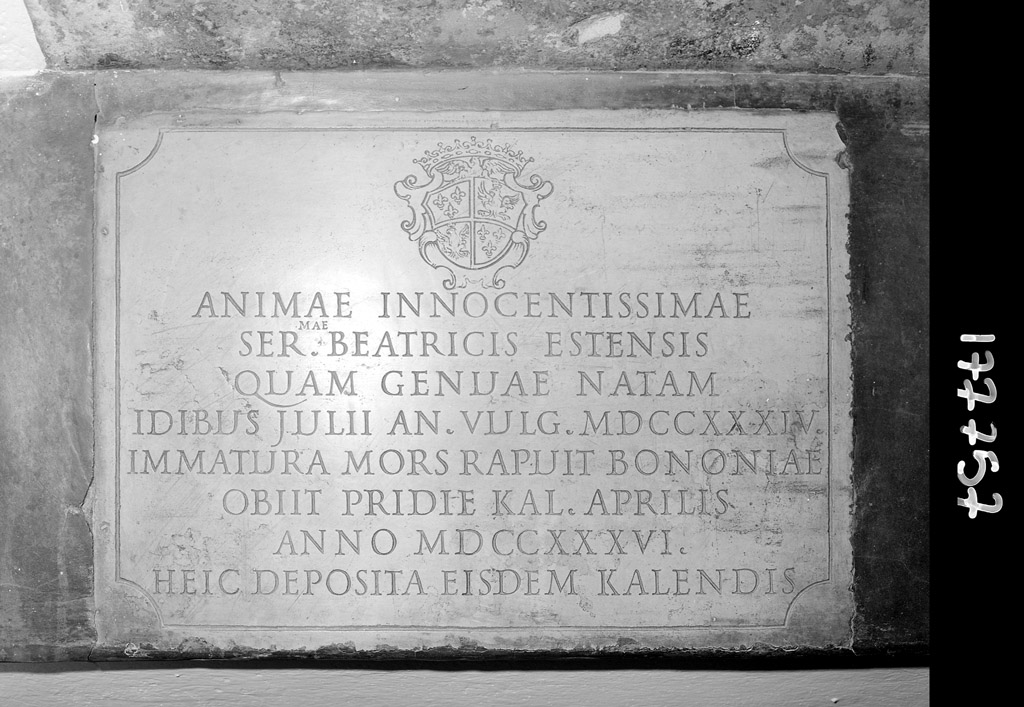 ANIMAE INNOCENTISSIMAE
SER.MAE BEATRICIS ESTENSIS
QUAM GENUAE NATAM
IDIBUS JULII AN. VULG. MDCCXXXIV.
IMMATURA MORS RAPUIT BONONIAE
OBIIT PRIDIE KAL. APRILIS
ANNO MDCCXXXVI.
HEIC DEPOSITA EISDEM KALENDIS